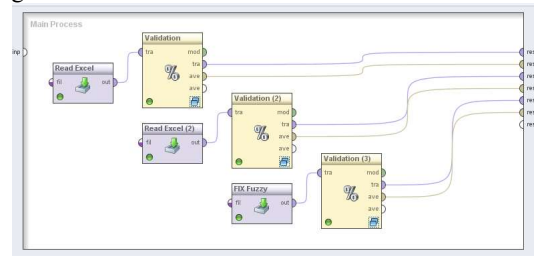 Main Process
inp
Validation
tra
mod
tra
ave
ave
Read Excel
fil
out
Validation (2)
tra
mod
tra
ave
ave
Read Excel (2)
fil
out
Validation (3)
tra
mod
tra
ave
ave
FIX Fuzzy
fil
out
res
res
res
res
res
res
res